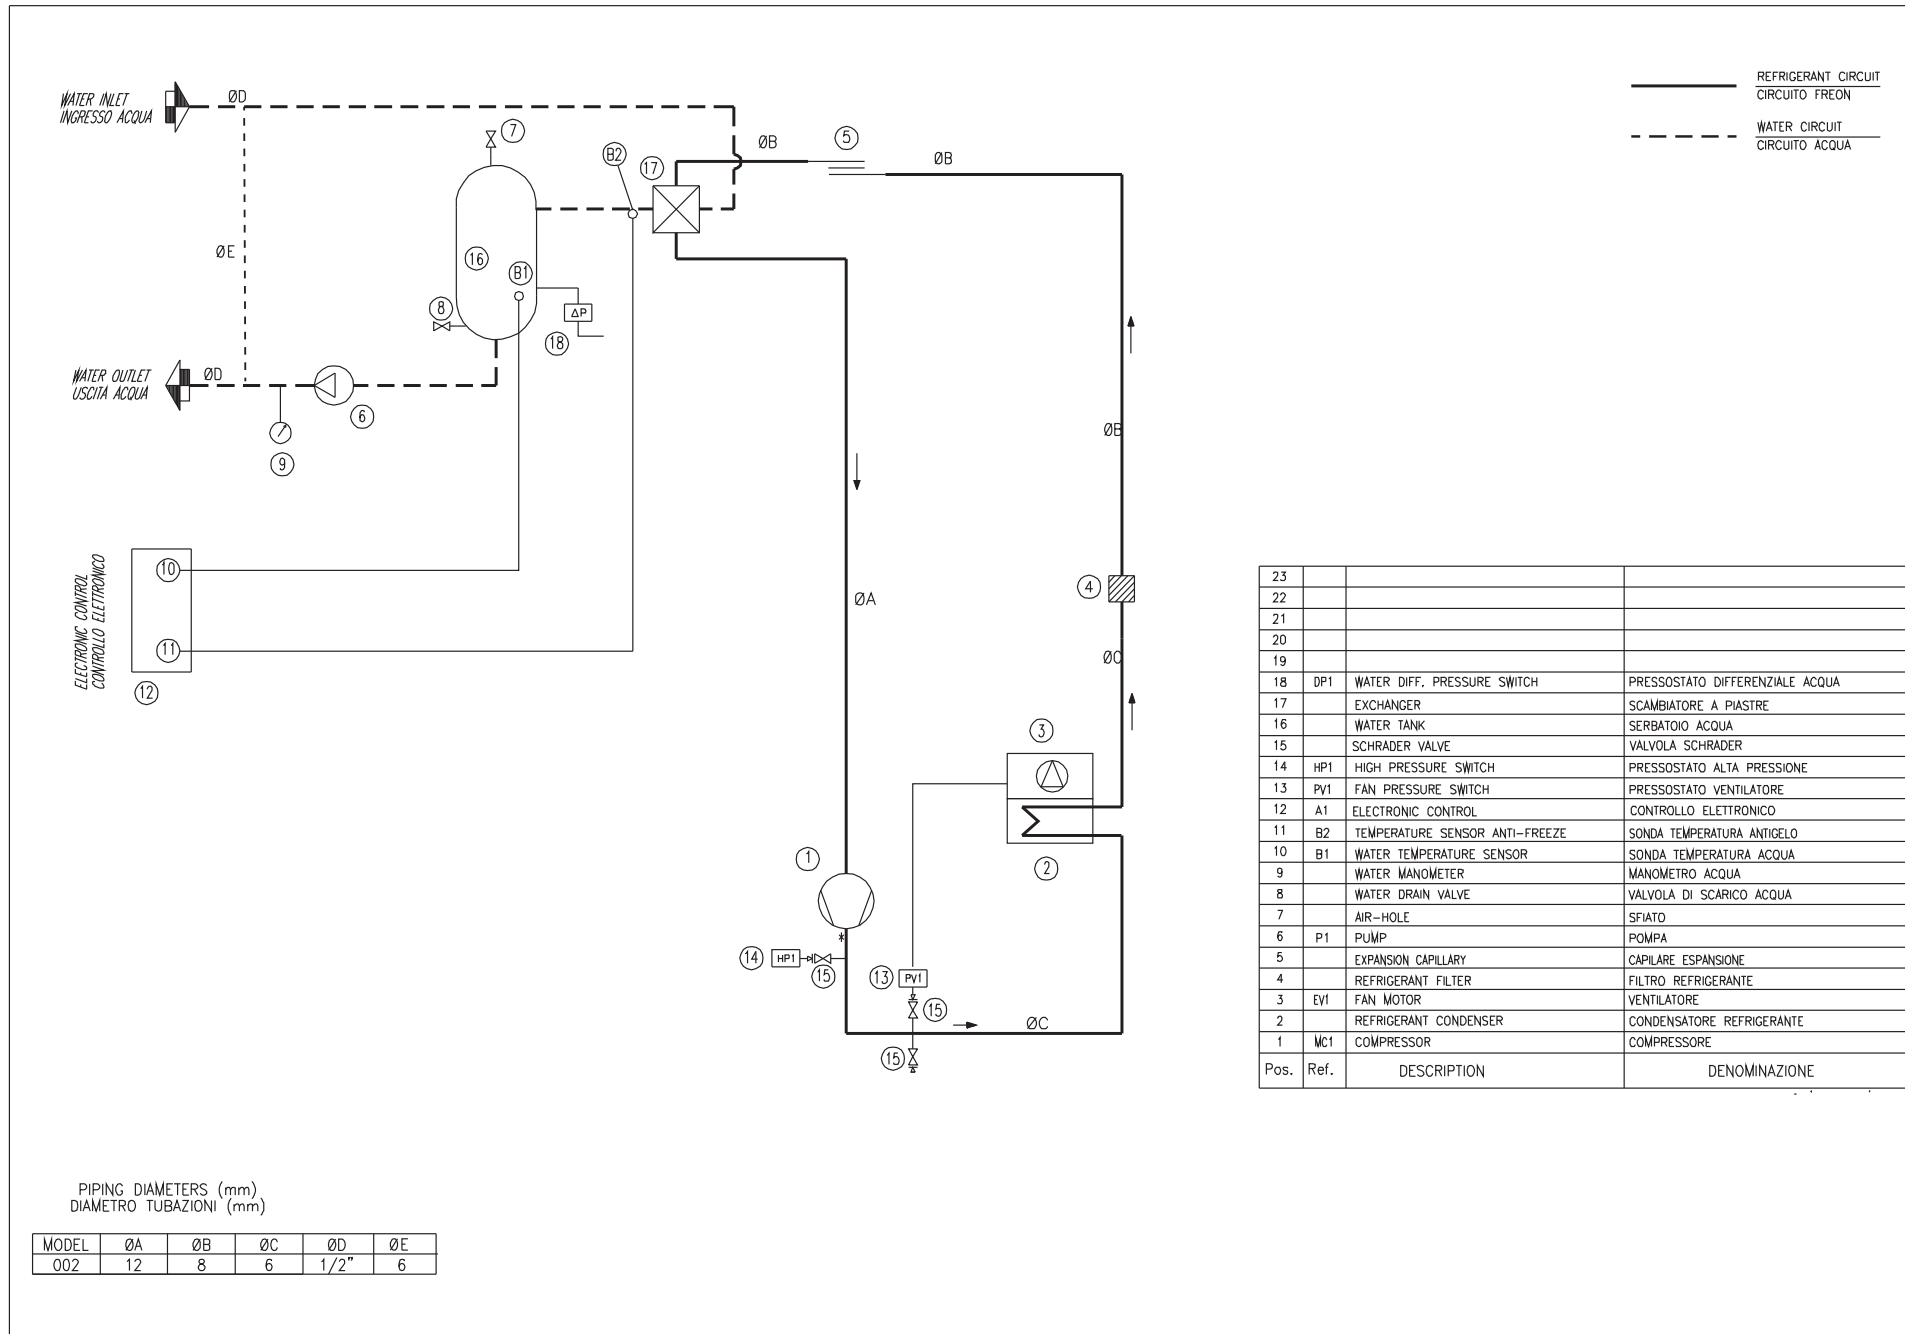 REFRIGERANT CIRCUIT
CIRCUITO FREON
WATER CIRCUIT
CIRCUITO ACQUA
WATER INLET
INGRESSO ACQUA
ØD
7
B2
17
ØB
5
ØB
ØE
16
B1
8
ΔP
18
WATER OUTLET
USCITA ACQUA
ØD
6
9
ØB
ELECTRONIC CONTROL
CONTROLLO ELETTRONICO
10
11
12
ØA
4
ØC
3
2
1
14
HP1
15
13
PV1
15
15
ØC
23
22
21
20
19
18 DP1 WATER DIFF. PRESSURE SWITCH PRESSOSTATO DIFFERENZIALE ACQUA
17 EXCHANGER SCAMBIATORE A PIASTRE
16 WATER TANK SERBATOIO ACQUA
15 SCHRADER VALVE VALVOLA SCHRADER
14 HP1 HIGH PRESSURE SWITCH PRESSOSTATO ALTA PRESSIONE
13 PV1 FAN PRESSURE SWITCH PRESSOSTATO VENTILATORE
12 A1 ELECTRONIC CONTROL CONTROLLO ELETTRONICO
11 B2 TEMPERATURE SENSOR ANTI-FREEZE SONDA TEMPERATURA ANTIGELO
10 B1 WATER TEMPERATURE SENSOR SONDA TEMPERATURA ACQUA
9 WATER MANOMETER MANOMETRO ACQUA
8 WATER DRAIN VALVE VALVOLA DI SCARICO ACQUA
7 AIR-HOLE SFIATO
6 P1 PUMP POMPA
5 EXPANSION CAPILLARY CAPILARE ESPANSIONE
4 REFRIGERANT FILTER FILTRO REFRIGERANTE
3 EV1 FAN MOTOR VENTILATORE
2 REFRIGERANT CONDENSER CONDENSATORE REFRIGERANTE
1 MC1 COMPRESSOR COMPRESSORE
Pos. Ref. DESCRIPTION DENOMINAZIONE
PIPING DIAMETERS (mm)
DIAMETRO TUBAZIONI (mm)
MODEL ØA ØB ØC ØD ØE
002 12 8 6 1/2" 6